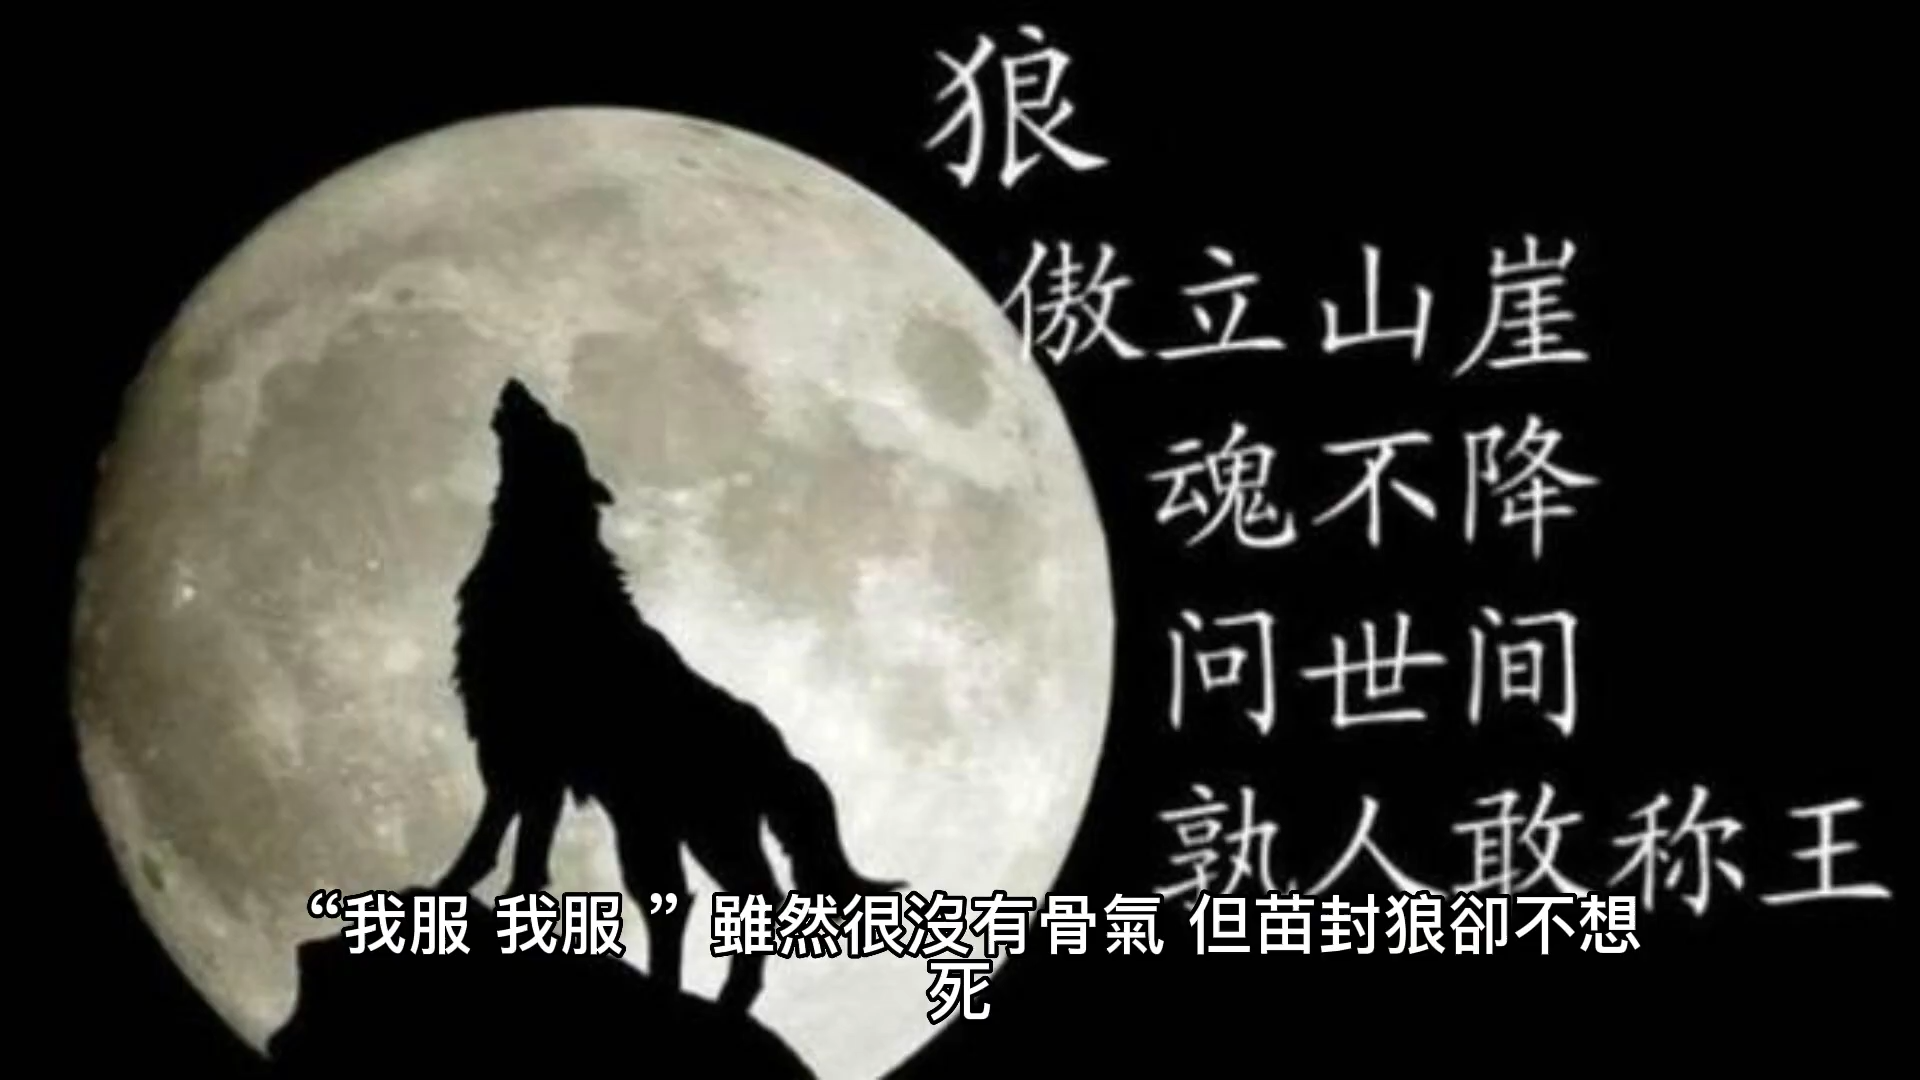 狼
傲立山崖
魂不降
问世间
孰人敢称王
“我服 我服 ”雖然很沒有骨氣 但苗封狼卻不想
死